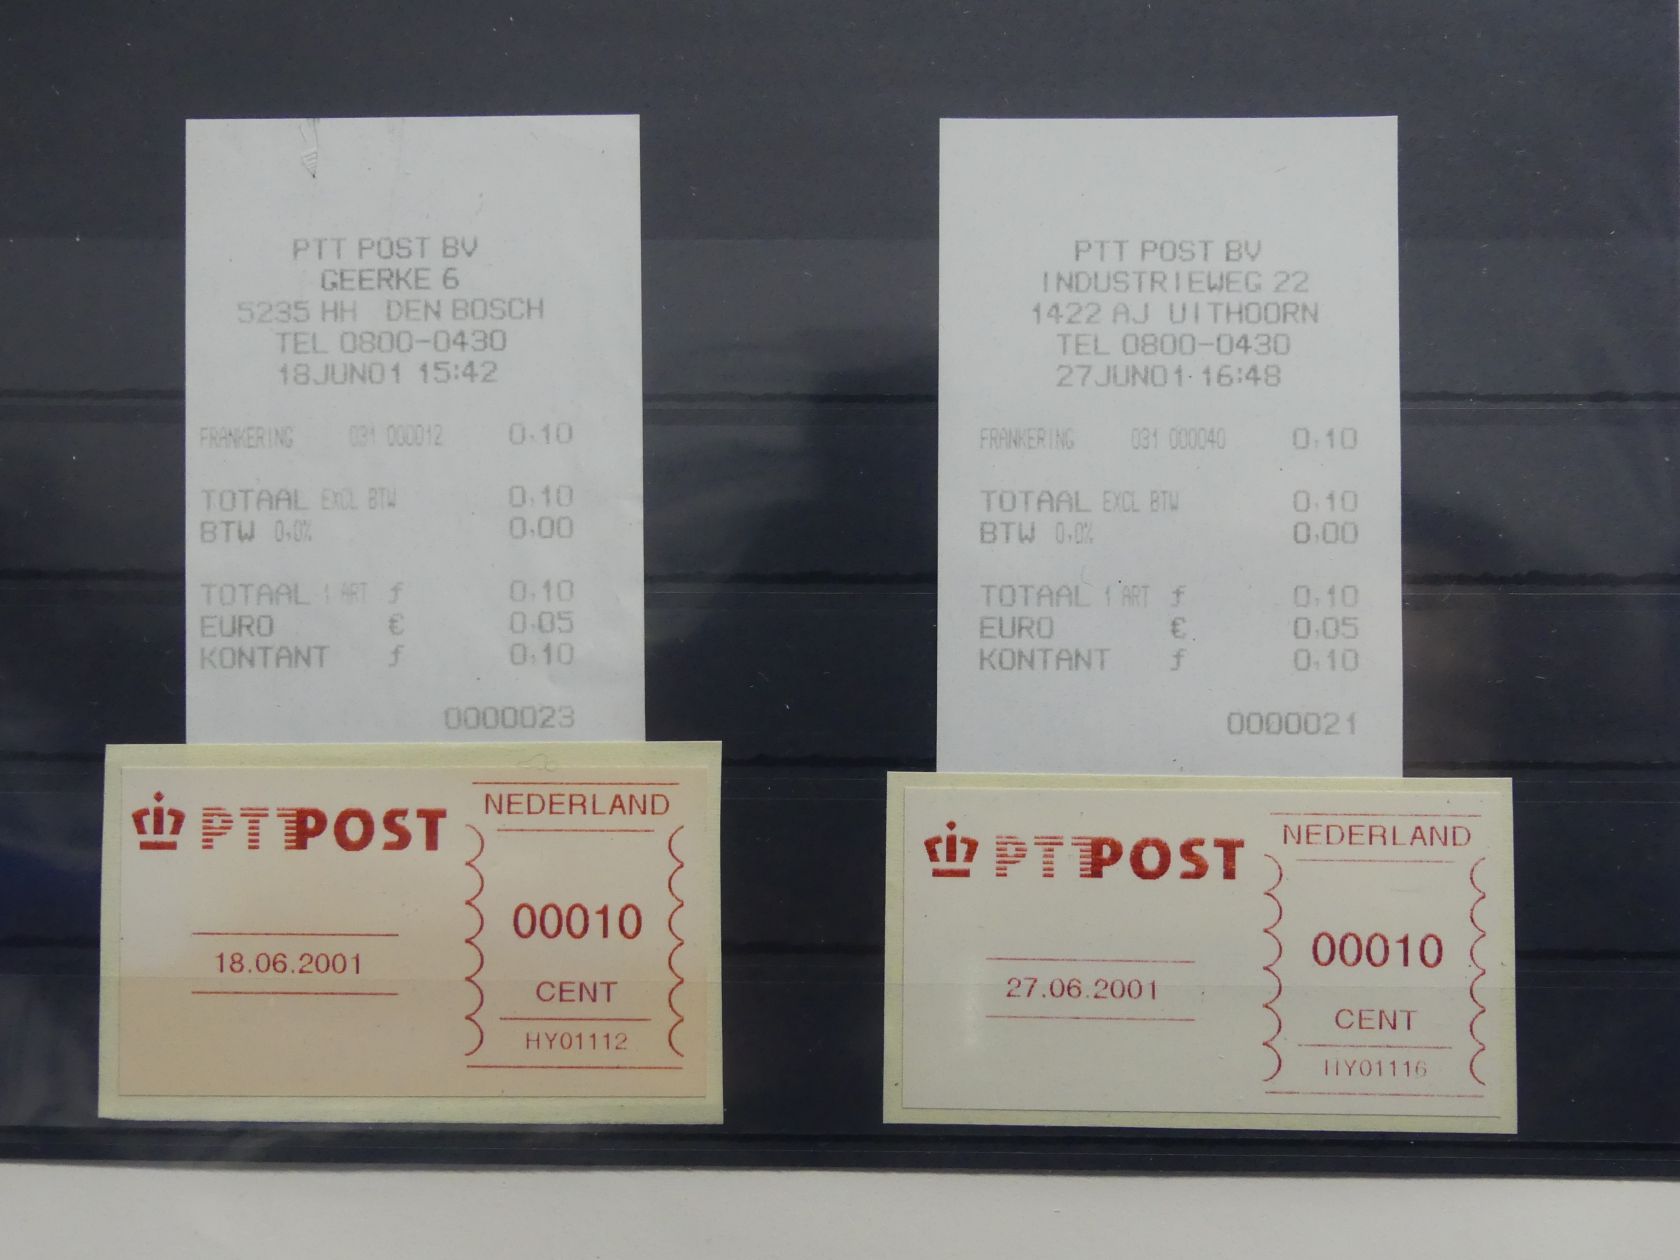 PTT POST BV
GEERKE 6
5235 HH DEN BOSCH
TEL 0800-0430
18JUN01 15:42
FRANKERING 031 000012 0,10
TOTAAL EXCL BTW 0,10
BTW 0,0% 0,00
TOTAAL 1 ART ƒ 0,10
EURO € 0,05
KONTANT ƒ 0,10
0000023
PTT POST
NEDERLAND
00010
18.06.2001
CENT
HY01112
PTT POST BV
INDUSTRIEWEG 22
1422 AJ UITHOORN
TEL 0800-0430
27JUN01 16:48
FRANKERING 031 000040 0,10
TOTAAL EXCL BTW 0,10
BTW 0,0% 0,00
TOTAAL 1 ART ƒ 0,10
EURO € 0,05
KONTANT ƒ 0,10
0000021
PTT POST
NEDERLAND
00010
27.06.2001
CENT
HY01116